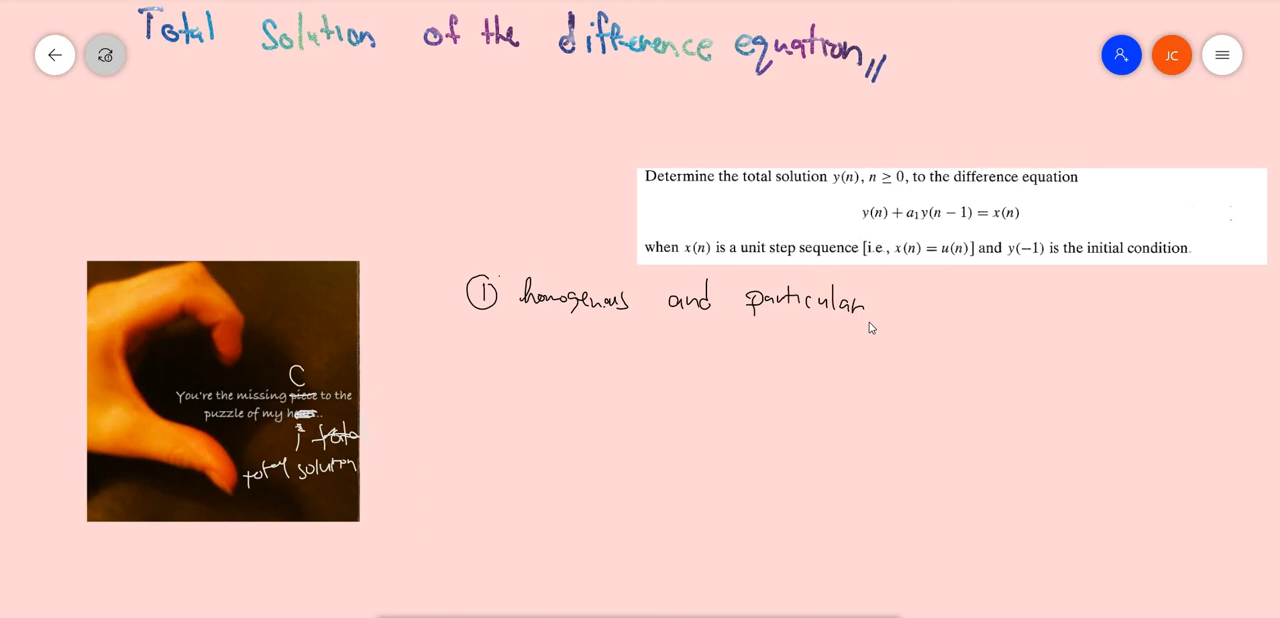 Total Solution of the difference equation //
JC
Determine the total solution y(n), n ≥ 0, to the difference equation
y(n) + a₁y(n − 1) = x(n)
when x(n) is a unit step sequence [i.e., x(n) = u(n)] and y(−1) is the initial condition.
① homogenous and particular
C
You're the missing piece to the
puzzle of my
total solution